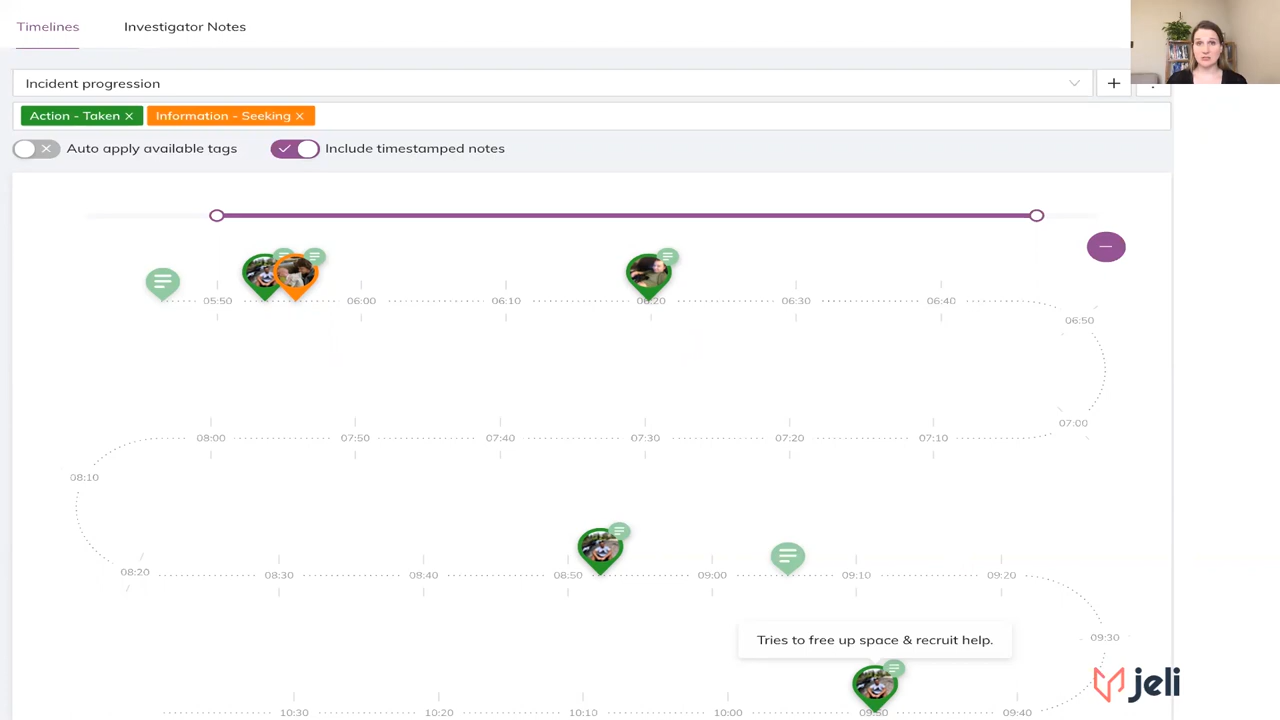 Timelines Investigator Notes
Incident progression
Action - Taken × Information - Seeking ×
Auto apply available tags Include timestamped notes
05:50 06:00 06:10 06:20 06:30 06:40
06:50
07:00
08:00 07:50 07:40 07:30 07:20 07:10
08:10
08:20 08:30 08:40 08:50 09:00 09:10 09:20
09:30
Tries to free up space & recruit help.
jeli
10:30 10:20 10:10 10:00 09:50 09:40